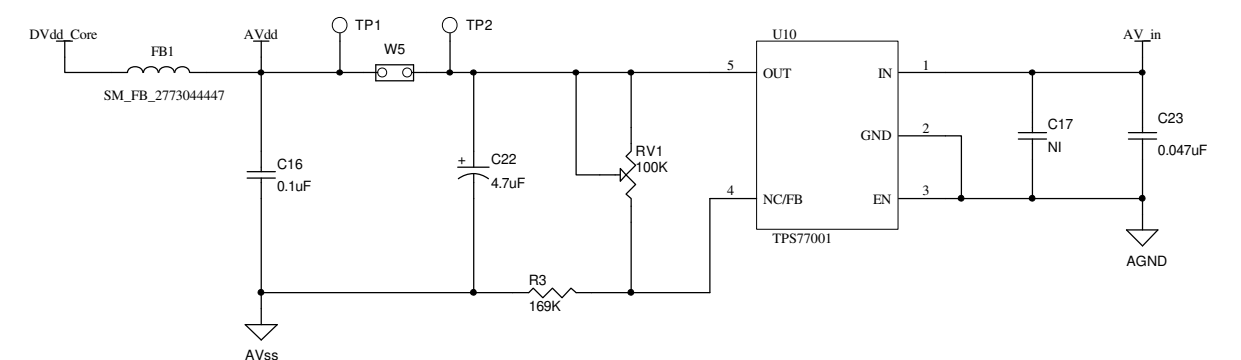 DVdd_Core
FB1
SM_FB_2773044447
AVdd
TP1
W5
TP2
C16
0.1uF
+
C22
4.7uF
RV1
100K
R3
169K
AVss
U10
5
OUT
IN
1
GND
2
4
NC/FB
EN
3
TPS77001
AV_in
C17
NI
C23
0.047uF
AGND